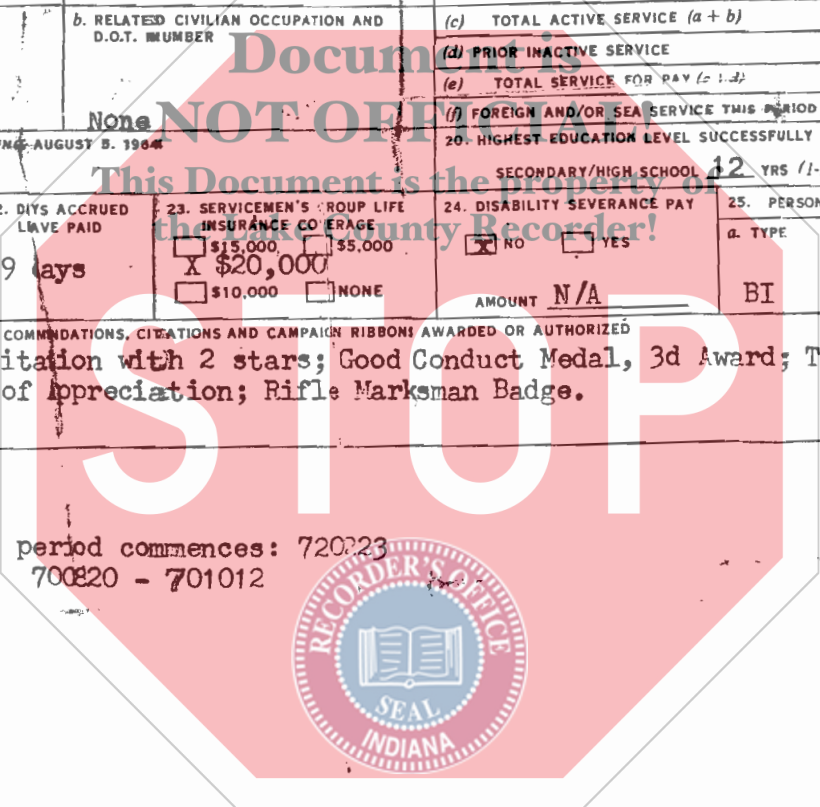 b. RELATED CIVILIAN OCCUPATION AND
D.O.T. NUMBER
None
(c) TOTAL ACTIVE SERVICE (a + b)
(d) PRIOR INACTIVE SERVICE
(e) TOTAL SERVICE FOR PAY
(f) FOREIGN AND/OR SEA SERVICE THIS PERIOD
AUGUST 5. 1964
20. HIGHEST EDUCATION LEVEL SUCCESSFULLY
SECONDARY/HIGH SCHOOL 12 YRS (1-
Document is
NOT OFFICIAL!
This Document is the property of
the Lake County Recorder!
2. DAYS ACCRUED
LEAVE PAID
9 days
23. SERVICEMEN'S GROUP LIFE
INSURANCE COVERAGE
$15,000 $5,000
X $20,000
$10,000 NONE
24. DISABILITY SEVERANCE PAY
X NO YES
AMOUNT N/A
25. PERSON
a. TYPE
BI
COMMENDATIONS, CITATIONS AND CAMPAIGN RIBBONS AWARDED OR AUTHORIZED
itation with 2 stars; Good Conduct Medal, 3d Award; T
of Appreciation; Rifle Marksman Badge.
STOP
period commences:
700820 - 701012
RECORDER'S OFFICE
SEAL
INDIANA